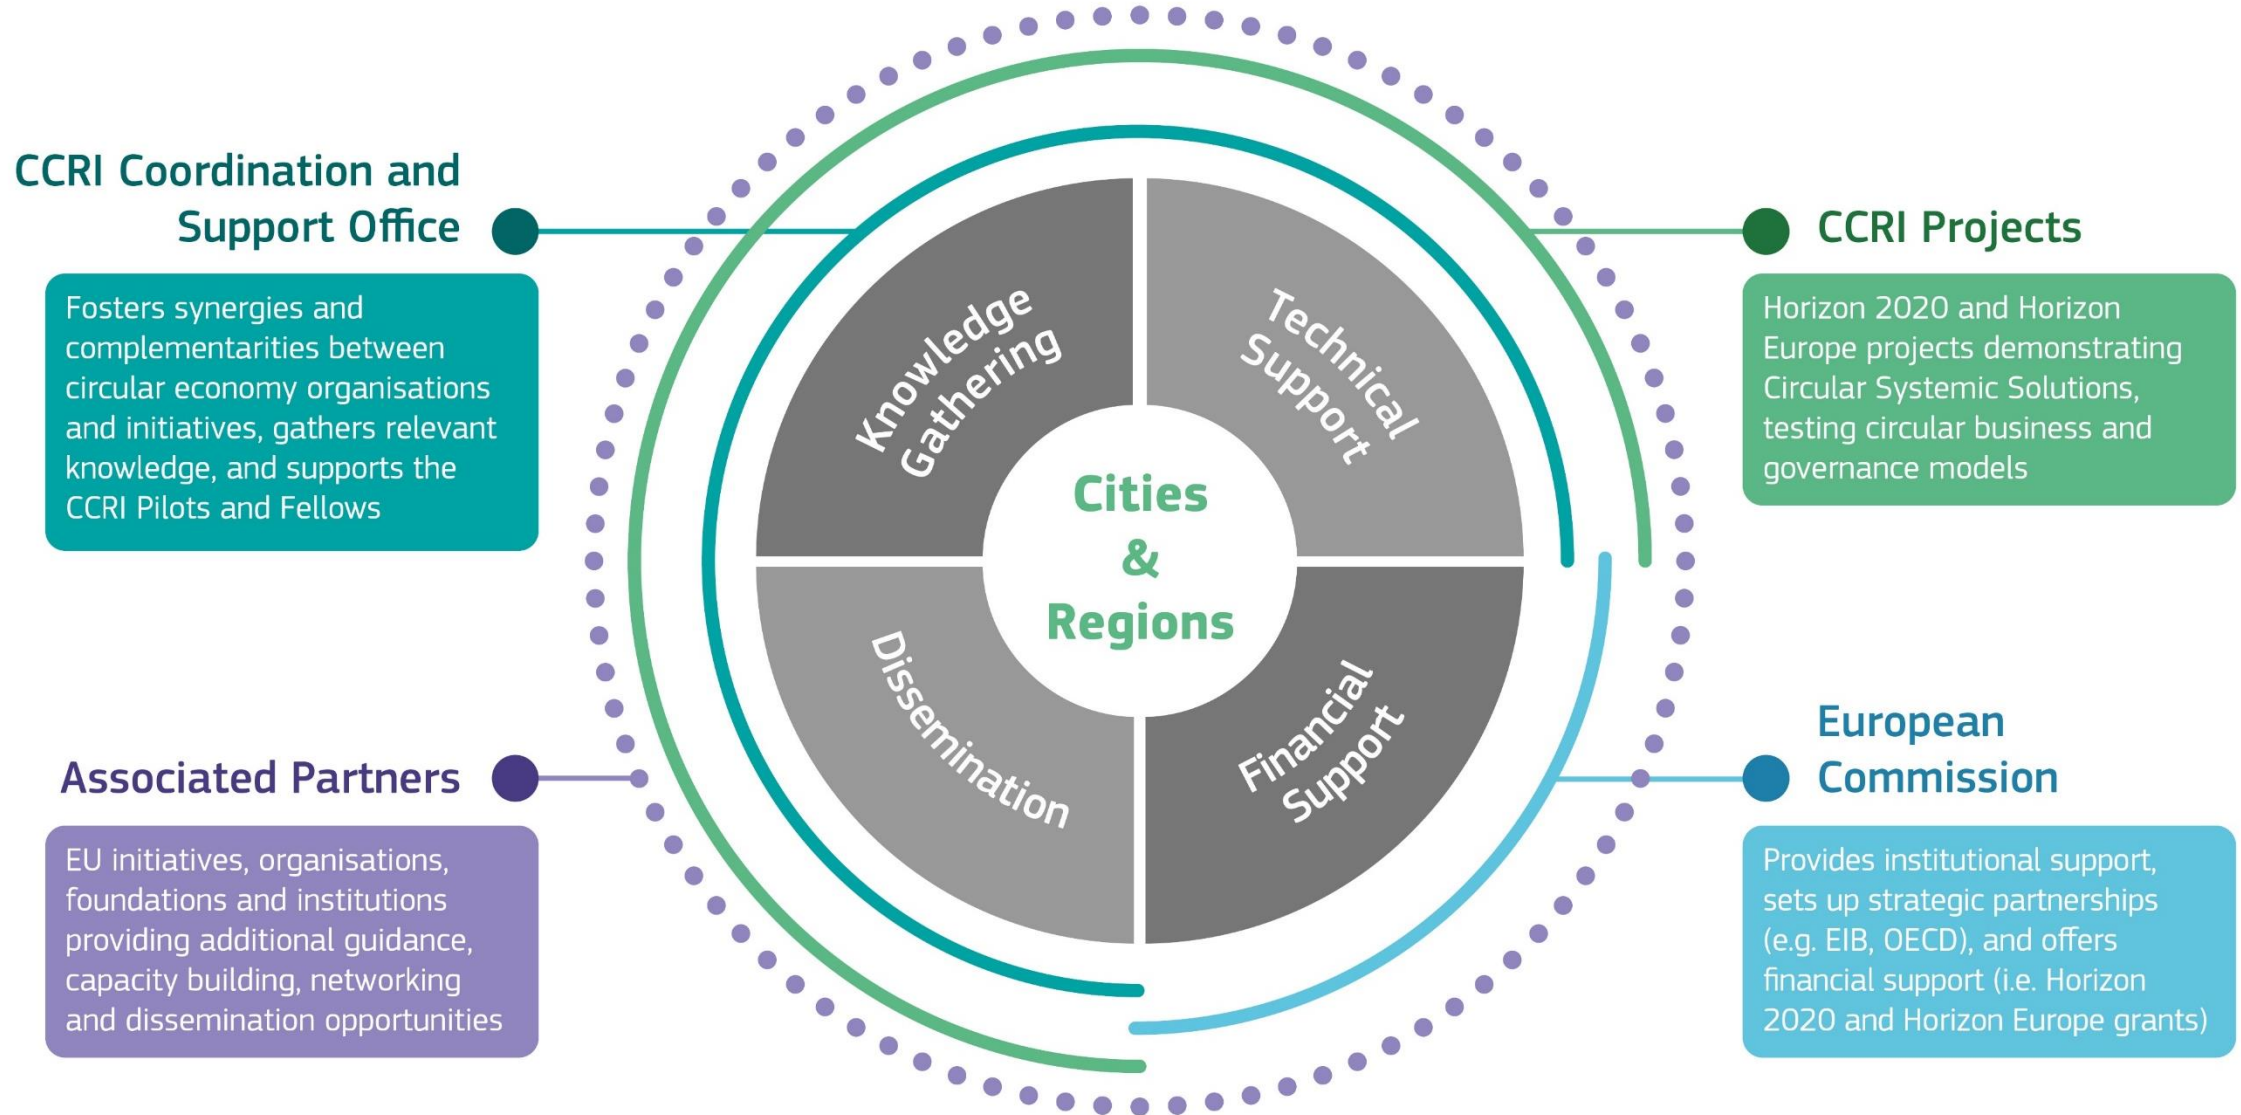 CCRI Coordination and
Support Office
Fosters synergies and
complementarities between
circular economy organisations
and initiatives, gathers relevant
knowledge, and supports the
CCRI Pilots and Fellows
Associated Partners
EU initiatives, organisations,
foundations and institutions
providing additional guidance,
capacity building, networking
and dissemination opportunities
Knowledge
Gathering
Technical
Support
Cities
&
Regions
Dissemination
Financial
Support
CCRI Projects
Horizon 2020 and Horizon
Europe projects demonstrating
Circular Systemic Solutions,
testing circular business and
governance models
European
Commission
Provides institutional support,
sets up strategic partnerships
(e.g. EIB, OECD), and offers
financial support (i.e. Horizon
2020 and Horizon Europe grants)